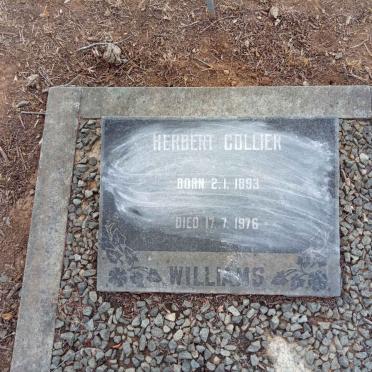 HERBERT COLLIER
BORN 2.1.1893
DIED 17.7.1976
WILLIAMS